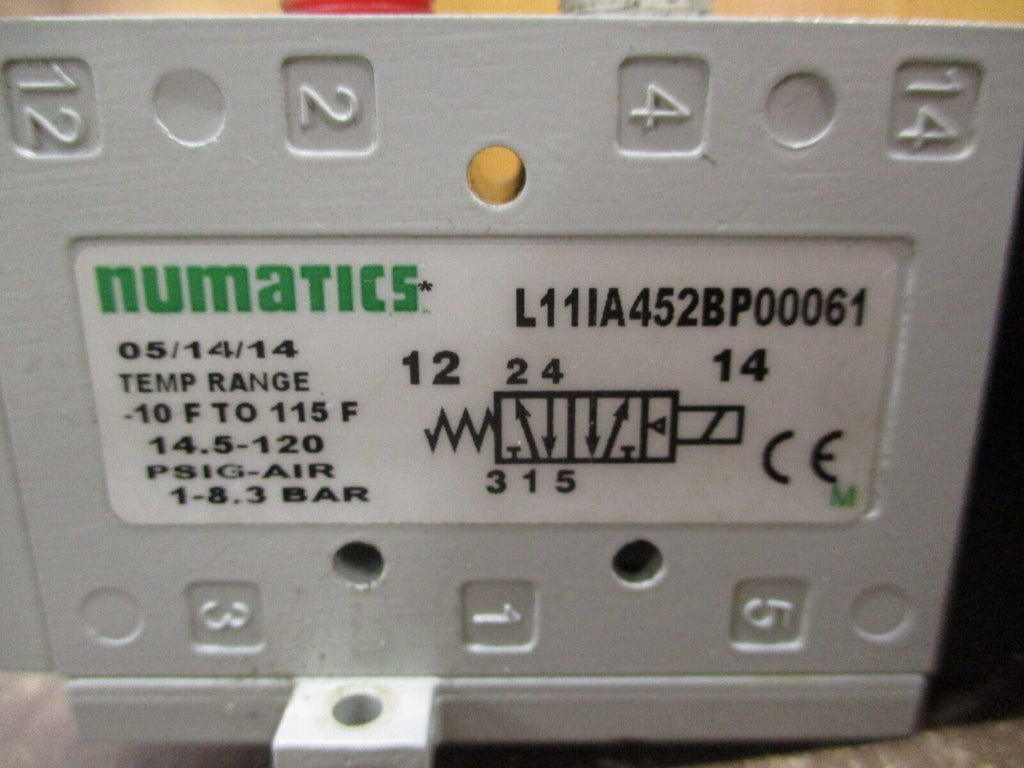 12 2 4 14
numatics*
L11IA452BP00061
05/14/14
TEMP RANGE
-10 F TO 115 F
14.5-120
PSIG-AIR
1-8.3 BAR
12 2 4 14
3 1 5
CE
M
3 1 5